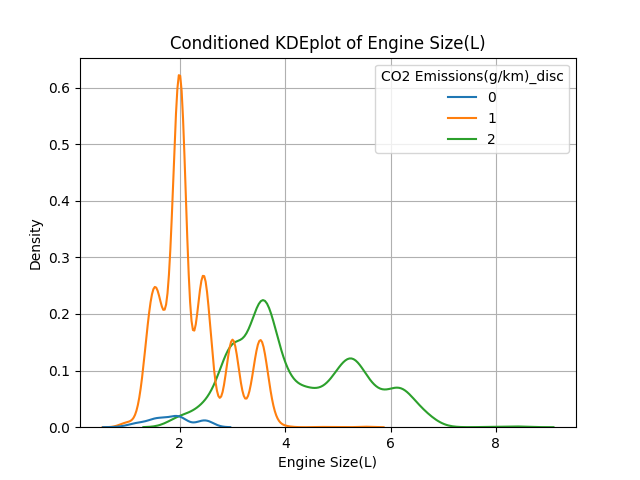 Conditioned KDEplot of Engine Size(L)
CO2 Emissions(g/km)_disc
0
1
2
Density
0.6
0.5
0.4
0.3
0.2
0.1
0.0
2 4 6 8
Engine Size(L)